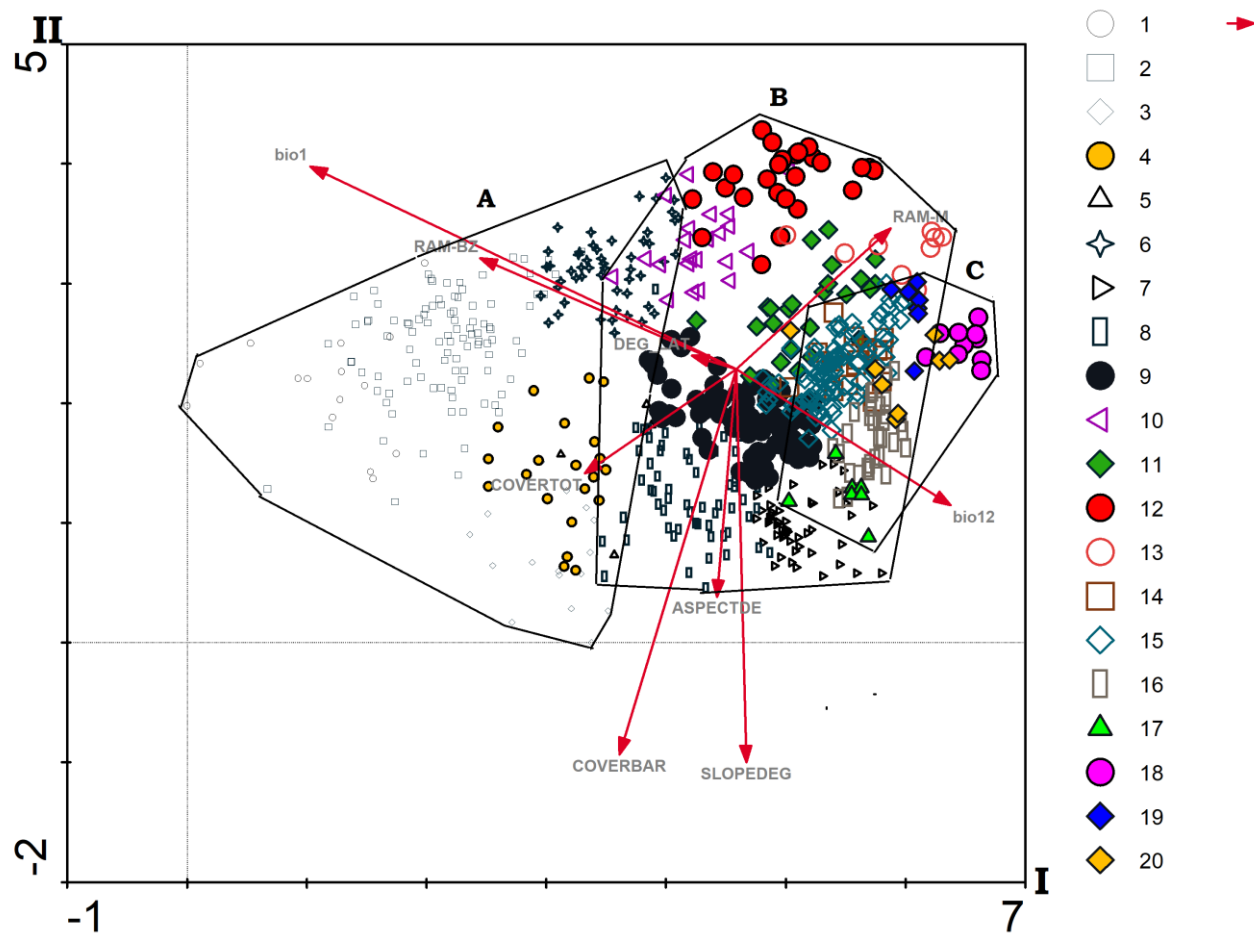 II
5
B
bio1
A
RAM-M
RAM-BZ
C
DEG_LAT
COVERTOT
bio12
ASPECTDE
COVERBAR
SLOPEDEG
-2
I
-1
7
1
2
3
4
5
6
7
8
9
10
11
12
13
14
15
16
17
18
19
20